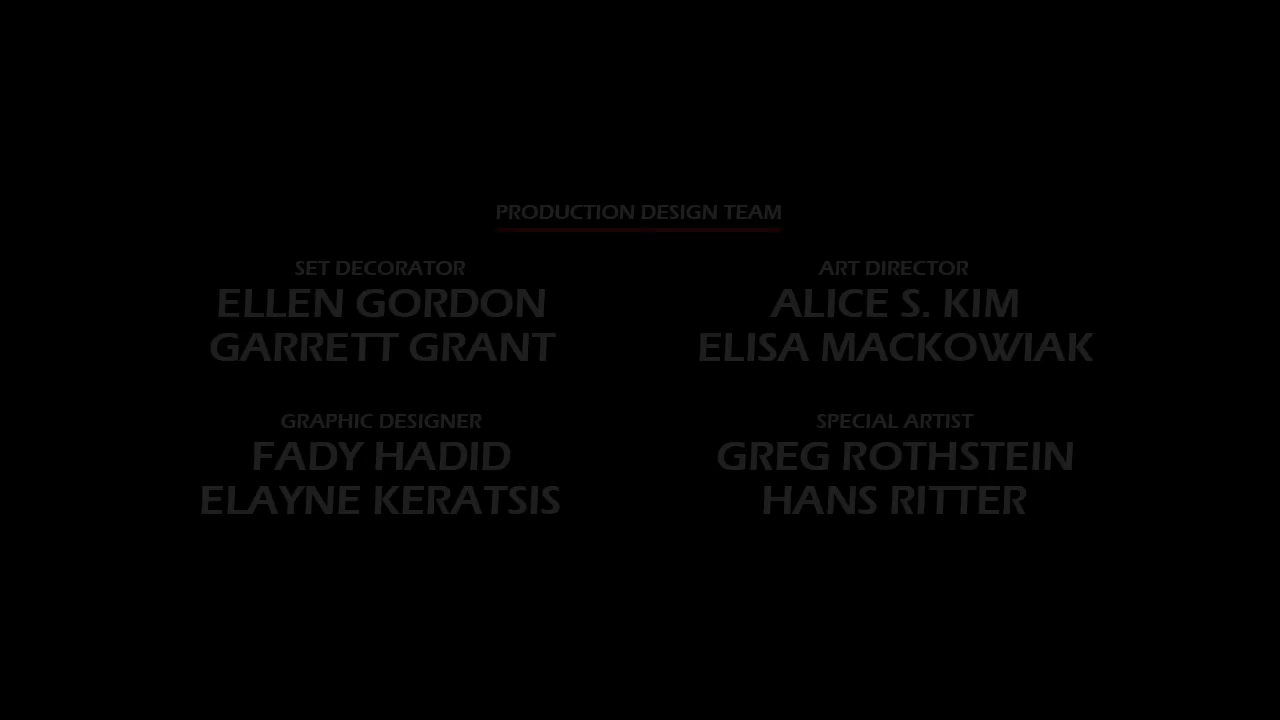 PRODUCTION DESIGN TEAM
SET DECORATOR
ELLEN GORDON
GARRETT GRANT
ART DIRECTOR
ALICE S. KIM
ELISA MACKOWIAK
GRAPHIC DESIGNER
FADY HADID
ELAYNE KERATSIS
SPECIAL ARTIST
GREG ROTHSTEIN
HANS RITTER